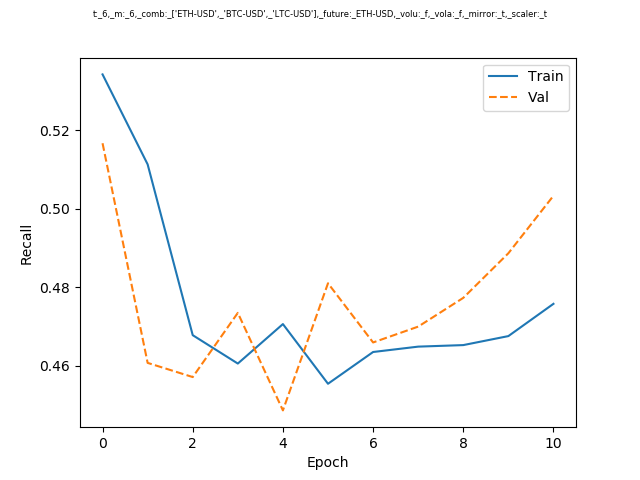 t:_6,_m:_6,_comb:_['ETH-USD',_'BTC-USD',_'LTC-USD'],_future:_ETH-USD,_volu:_f,_vola:_f,_mirror:_t,_scaler:_t
Train
Val
0.52
0.50
0.48
0.46
Recall
0 2 4 6 8 10
Epoch